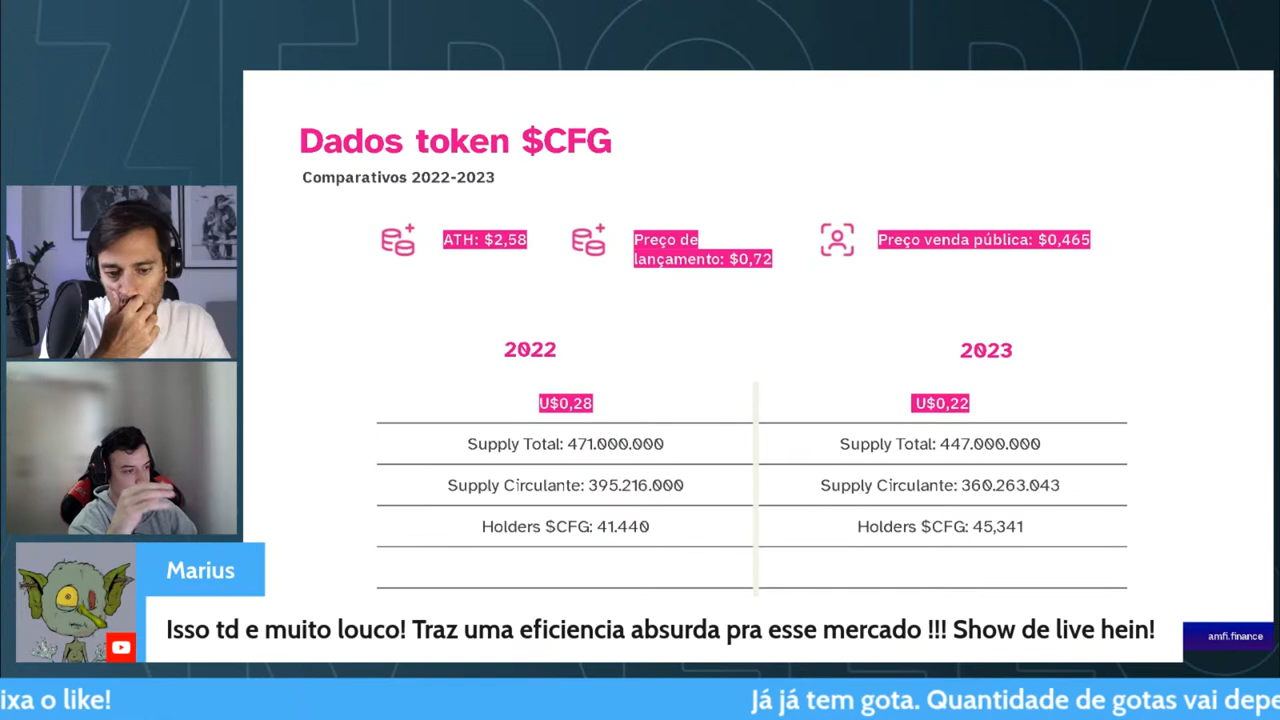 Dados token $CFG
Comparativos 2022-2023
ATH: $2,58
Preço de
lançamento: $0,72
Preço venda pública: $0,465
2022
2023
U$0,28
U$0,22
Supply Total: 471.000.000
Supply Total: 447.000.000
Supply Circulante: 395.216.000
Supply Circulante: 360.263.043
Holders $CFG: 41.440
Holders $CFG: 45,341
Marius
Isso td e muito louco! Traz uma eficiencia absurda pra esse mercado !!! Show de live hein!
amfi.finance
ixa o like!
Já já tem gota. Quantidade de gotas vai depe